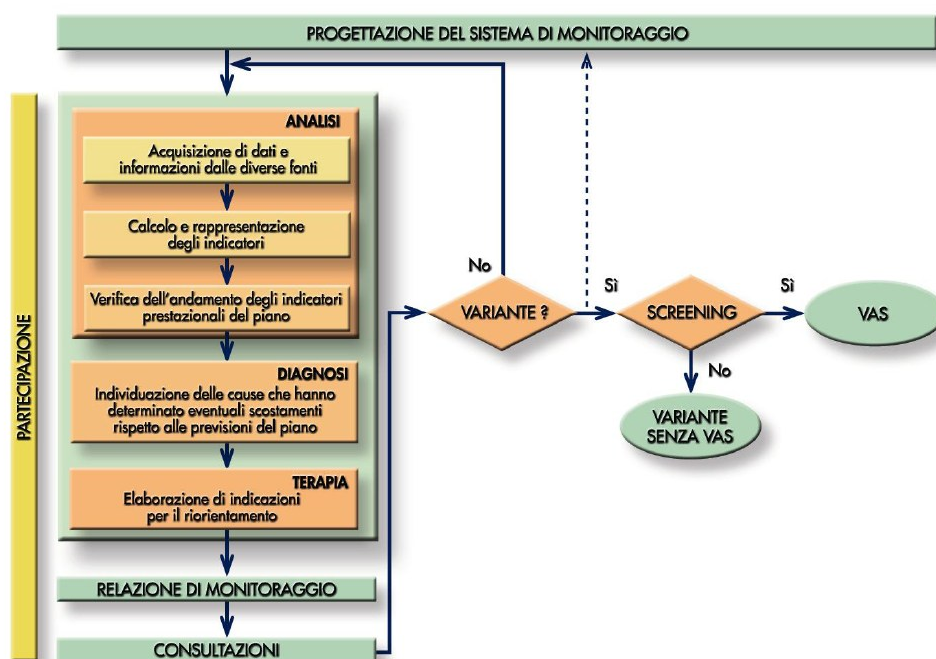 PROGETTAZIONE DEL SISTEMA DI MONITORAGGIO
PARTECIPAZIONE
ANALISI
Acquisizione di dati e
informazioni dalle diverse fonti
Calcolo e rappresentazione
degli indicatori
Verifica dell'andamento degli indicatori
prestazionali del piano
DIAGNOSI
Individuazione delle cause che hanno
determinato eventuali scostamenti
rispetto alle previsioni del piano
TERAPIA
Elaborazione di indicazioni
per il riorientamento
RELAZIONE DI MONITORAGGIO
CONSULTAZIONI
No
VARIANTE ?
Sì
SCREENING
Sì
VAS
No
VARIANTE
SENZA VAS